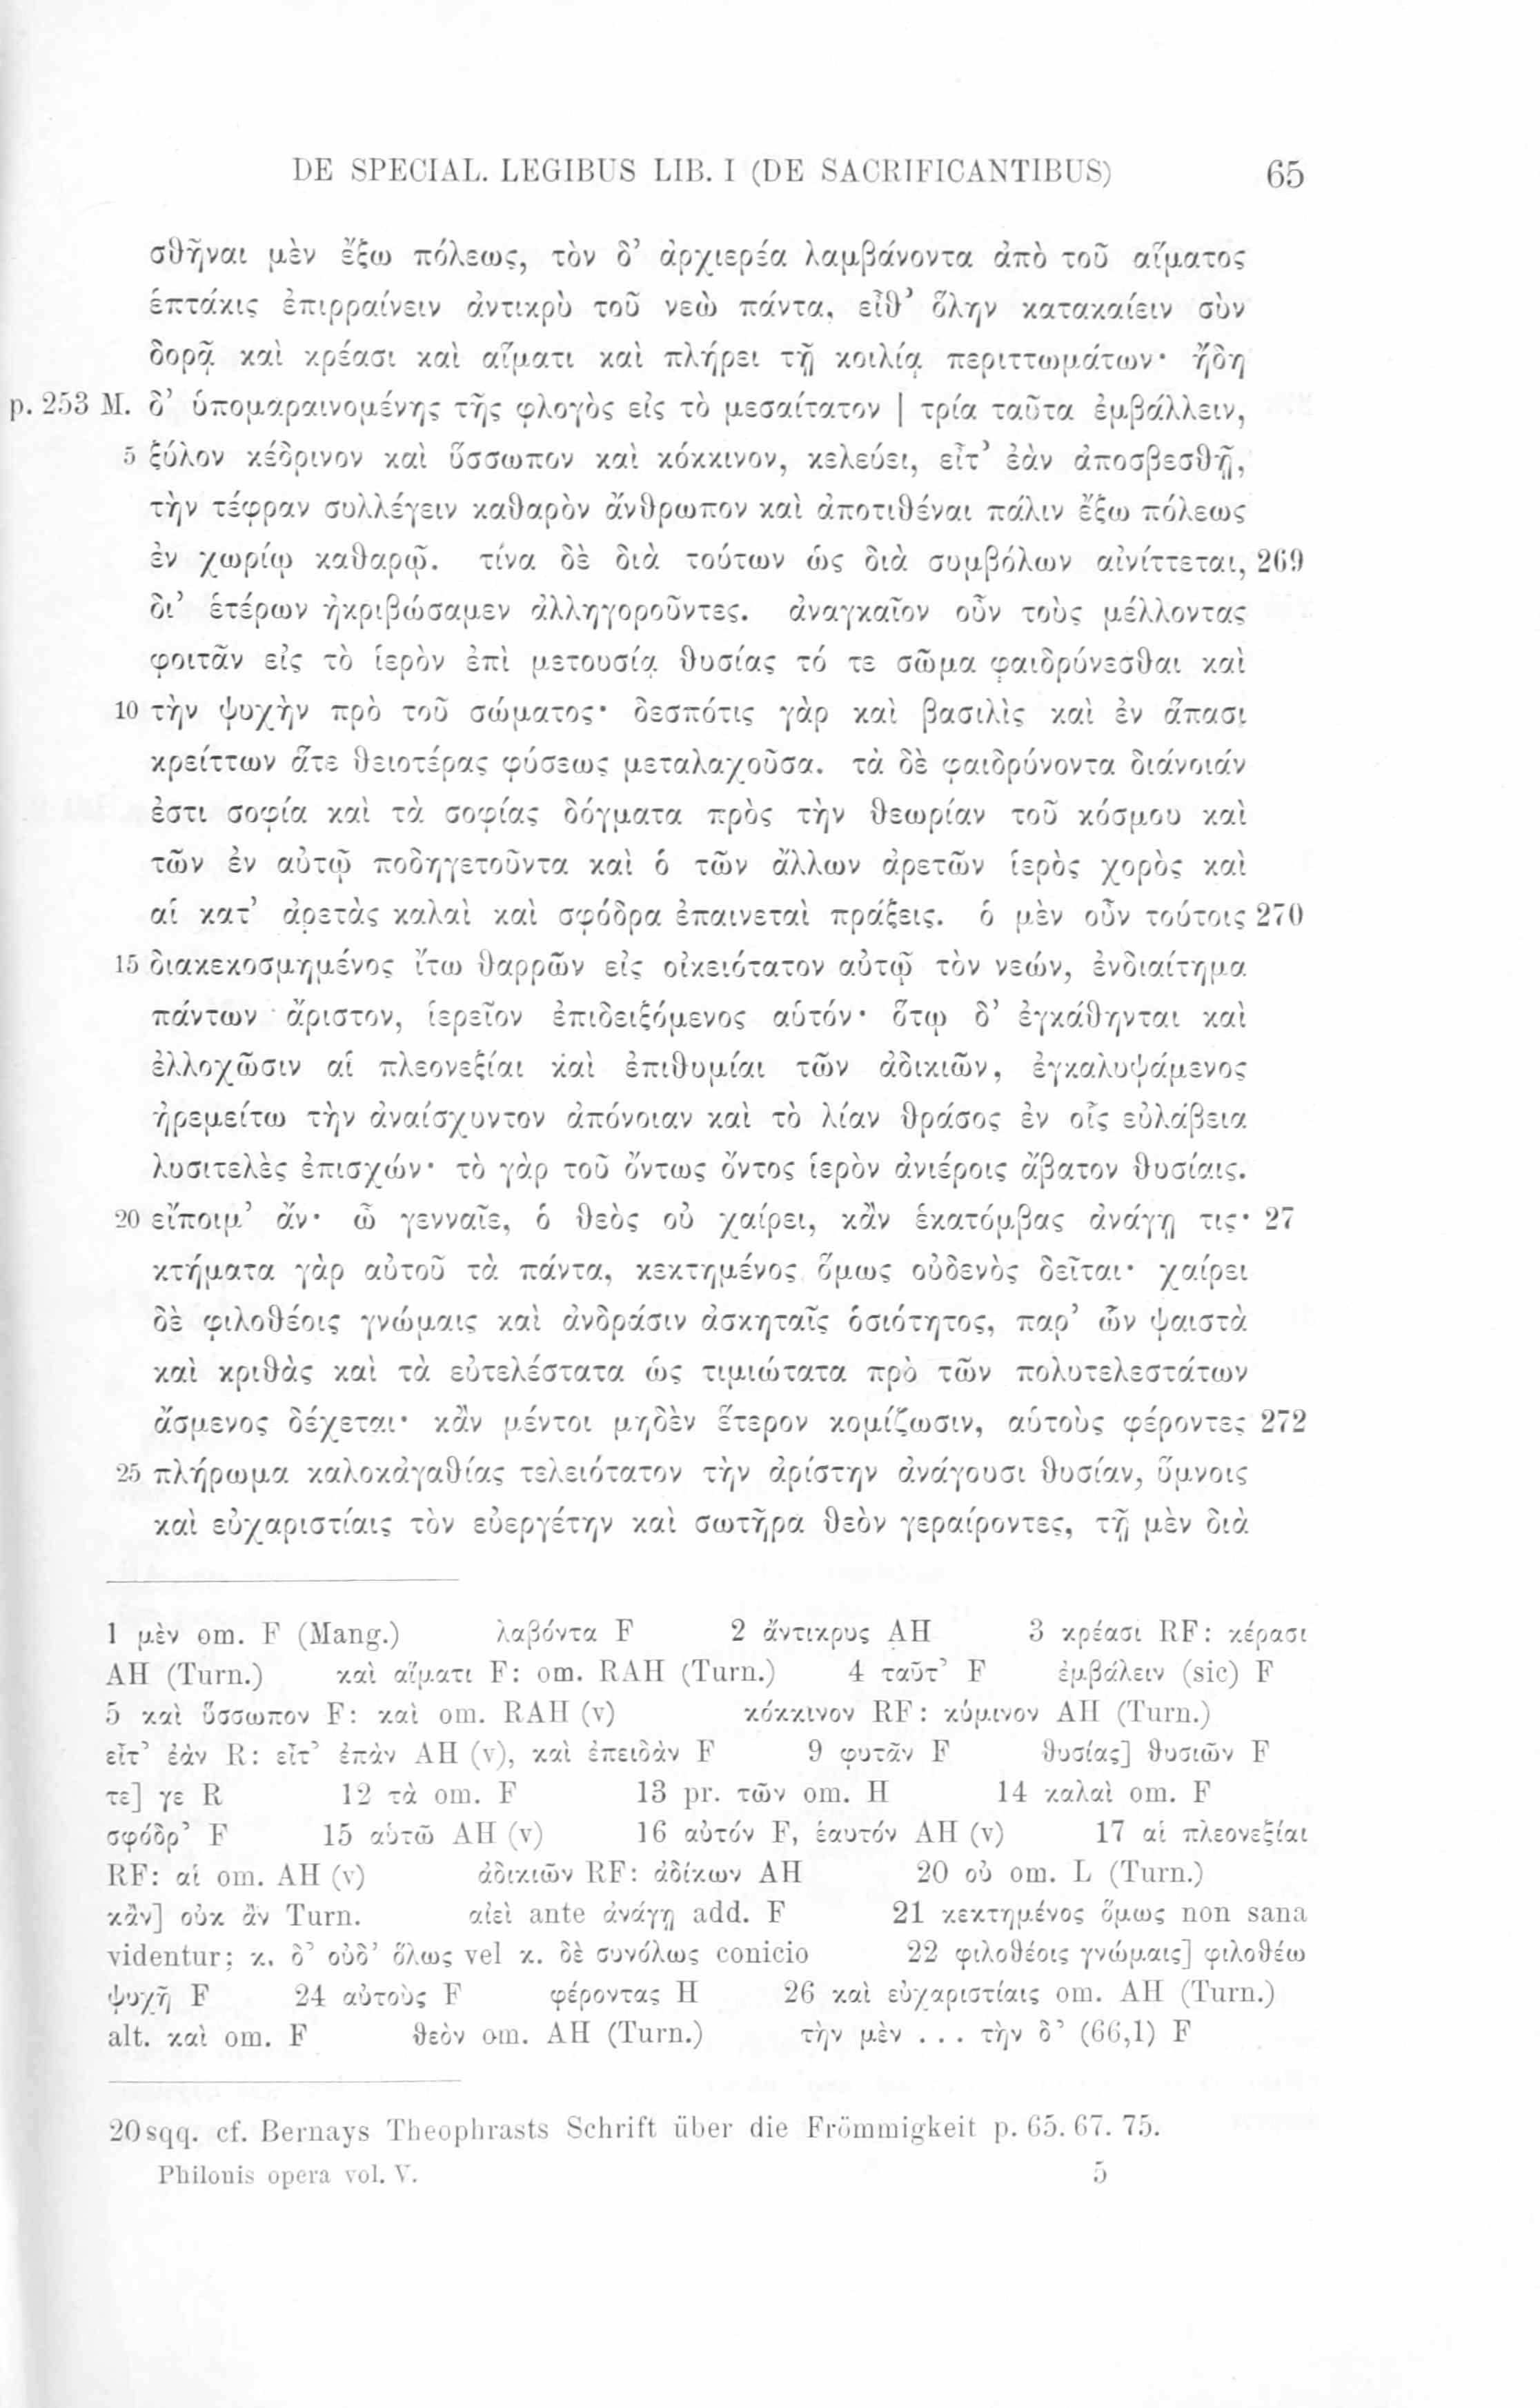 DE SPECIAL. LEGIBUS LIB. I (DE SACRIFICANTIBUS) 65
σθῆναι μὲν ἔξω πόλεως, τὸν δ’ ἀρχιερέα λαμβάνοντα ἀπὸ τοῦ αἵματος
ἑπτάκις ἐπιρραίνειν ἀντικρὺ τοῦ νεὼ πάντα, εἶθ’ ὅλην κατακαίειν σὺν
δορᾷ καὶ κρέασι καὶ αἵματι καὶ πλήρει τῇ κοιλίᾳ περιττωμάτων· ἤδη
p. 253 M. δ’ ὑπομαραινομένης τῆς φλογὸς εἰς τὸ μεσαίτατον | τρία ταῦτα ἐμβάλλειν,
5 ξύλον κέδρινον καὶ ὕσσωπον καὶ κόκκινον, κελεύει, εἶτ’ ἐὰν ἀποσβεσθῇ,
τὴν τέφραν συλλέγειν καθαρὸν ἄνθρωπον καὶ ἀποτιθέναι πάλιν ἔξω πόλεως
ἐν χωρίῳ καθαρῷ. τίνα δὲ διὰ τούτων ὡς διὰ συμβόλων αἰνίττεται, 269
δι’ ἑτέρων ἠκριβώσαμεν ἀλληγοροῦντες. ἀναγκαῖον οὖν τοὺς μέλλοντας
φοιτᾶν εἰς τὸ ἱερὸν ἐπὶ μετουσίᾳ θυσίας τό τε σῶμα φαιδρύνεσθαι καὶ
10 τὴν ψυχὴν πρὸ τοῦ σώματος· δεσπότις γὰρ καὶ βασιλὶς καὶ ἐν ἅπασι
κρείττων ἅτε θειοτέρας φύσεως μεταλαχοῦσα. τὰ δὲ φαιδρύνοντα διάνοιάν
ἐστι σοφία καὶ τὰ σοφίας δόγματα πρὸς τὴν θεωρίαν τοῦ κόσμου καὶ
τῶν ἐν αὐτῷ ποδηγετοῦντα καὶ ὁ τῶν ἄλλων ἀρετῶν ἱερὸς χορὸς καὶ
αἱ κατ’ ἀρετὰς καλαὶ καὶ σφόδρα ἐπαινεταὶ πράξεις. ὁ μὲν οὖν τούτοις 270
15 διακεκοσμημένος ἴτω θαρρῶν εἰς οἰκειότατον αὐτῷ τὸν νεών, ἐνδιαίτημα
πάντων ἄριστον, ἱερεῖον ἐπιδειξόμενος αὑτόν· ὅτῳ δ’ ἐγκάθηνται καὶ
ἐλλοχῶσιν αἱ πλεονεξίαι καὶ ἐπιθυμίαι τῶν ἀδικιῶν, ἐγκαλυψάμενος
ἠρεμείτω τὴν ἀναίσχυντον ἀπόνοιαν καὶ τὸ λίαν θράσος ἐν οἷς εὐλάβεια
λυσιτελὲς ἐπισχών· τὸ γὰρ τοῦ ὄντως ὄντος ἱερὸν ἀνιέροις ἄβατον θυσίαις.
20 εἴποιμ’ ἄν· ὦ γενναῖε, ὁ θεὸς οὐ χαίρει, κἂν ἑκατόμβας ἀνάγῃ τις· 27
κτήματα γὰρ αὐτοῦ τὰ πάντα, κεκτημένος ὅμως οὐδενὸς δεῖται· χαίρει
δὲ φιλοθέοις γνώμαις καὶ ἀνδράσιν ἀσκηταῖς ὁσιότητος, παρ’ ὧν ψαιστὰ
καὶ κριθὰς καὶ τὰ εὐτελέστατα ὡς τιμιώτατα πρὸ τῶν πολυτελεστάτων
ἄσμενος δέχεται· κἂν μέντοι μηδὲν ἕτερον κομίζωσιν, αὑτοὺς φέροντες 272
25 πλήρωμα καλοκἀγαθίας τελειότατον τὴν ἀρίστην ἀνάγουσι θυσίαν, ὕμνοις
καὶ εὐχαριστίαις τὸν εὐεργέτην καὶ σωτῆρα θεὸν γεραίροντες, τῇ μὲν διὰ
1 μὲν om. F (Mang.) λαβόντα F 2 ἄντικρυς AH 3 κρέασι RF: κέρασι
AH (Turn.) καὶ αἵματι F: om. RAH (Turn.) 4 ταῦτ’ F ἐμβάλειν (sic) F
5 καὶ ὕσσωπον F: καὶ om. RAH (v) κόκκινον RF: κύμινον AH (Turn.)
εἶτ’ ἐὰν R: εἶτ’ ἐπὰν AH (v), καὶ ἐπειδὰν F 9 φυτᾶν F θυσίας] θυσιῶν F
τε] γε R 12 τὰ om. F 13 pr. τῶν om. H 14 καλαὶ om. F
σφόδρ’ F 15 αὑτῶ AH (v) 16 αὐτόν F, ἑαυτόν AH (v) 17 αἱ πλεονεξίαι
RF: αἱ om. AH (v) ἀδικιῶν RF: ἀδίκων AH 20 οὐ om. L (Turn.)
κἂν] οὐκ ἂν Turn. αἰεὶ ante ἀνάγῃ add. F 21 κεκτημένος ὅμως non sana
videntur; κ. δ’ οὐδ’ ὅλως vel κ. δὲ συνόλως conicio 22 φιλοθέοις γνώμαις] φιλοθέω
ψυχῆ F 24 αὐτοὺς F φέροντας H 26 καὶ εὐχαριστίαις om. AH (Turn.)
alt. καὶ om. F θεὸν om. AH (Turn.) τὴν μὲν . . . τὴν δ’ (66,1) F
20 sqq. cf. Bernays Theophrasts Schrift über die Frömmigkeit p. 65. 67. 75.
Philonis opera vol. V. 5